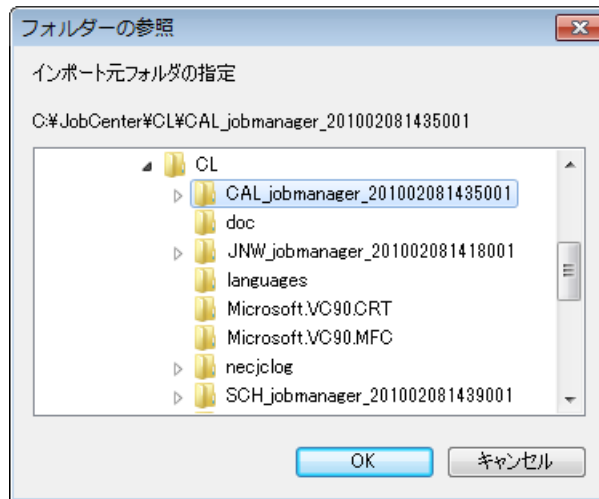 フォルダーの参照
インポート元フォルダの指定
C:¥JobCenter¥CL¥CAL_jobmanager_201002081435001
CL
CAL_jobmanager_201002081435001
doc
JNW_jobmanager_201002081418001
languages
Microsoft.VC90.CRT
Microsoft.VC90.MFC
necjclog
SCH_jobmanager_201002081439001
OK
キャンセル